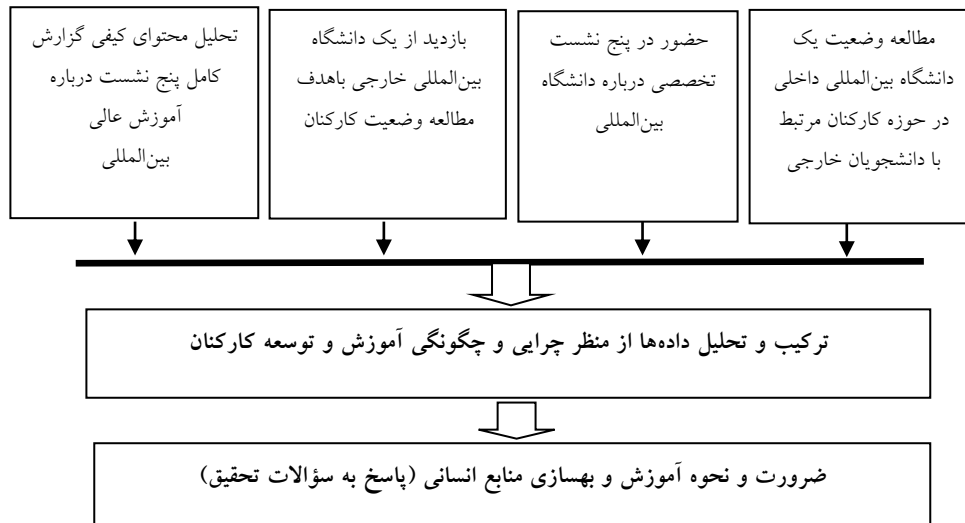 مطالعه وضعیت یک
دانشگاه بین‌المللی داخلی
در حوزه کارکنان مرتبط
با دانشجویان خارجی
حضور در پنج نشست
تخصصی درباره دانشگاه
بین‌المللی
بازدید از یک دانشگاه
بین‌المللی خارجی باهدف
مطالعه وضعیت کارکنان
تحلیل محتوای کیفی گزارش
کامل پنج نشست درباره
آموزش عالی
بین‌المللی
ترکیب و تحلیل داده‌ها از منظر چرایی و چگونگی آموزش و توسعه کارکنان
ضرورت و نحوه آموزش و بهسازی منابع انسانی (پاسخ به سؤالات تحقیق)